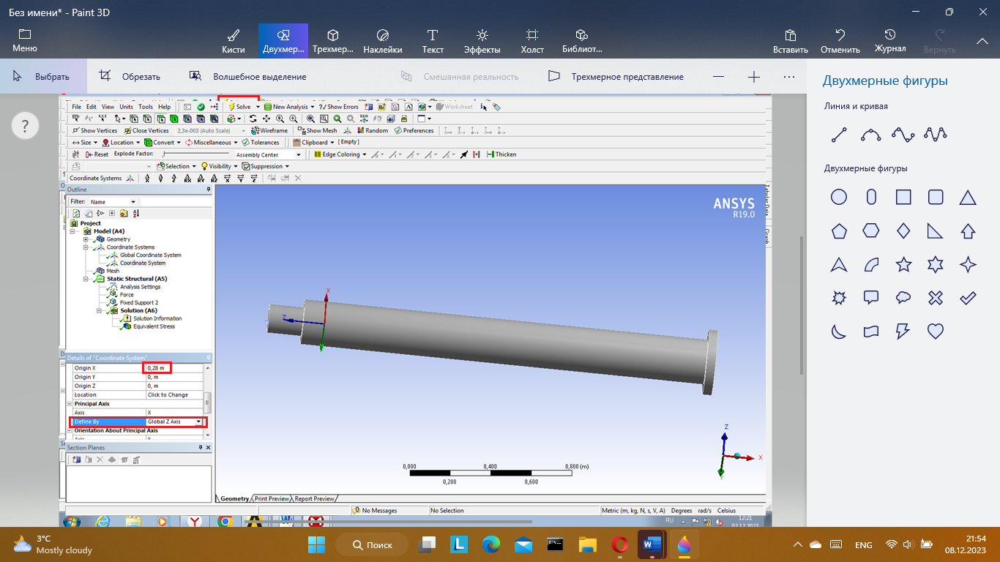 Без имени* - Paint 3D
Меню
Кисти
Двухмер...
Трехмер...
Наклейки
Текст
Эффекты
Холст
Библиот...
Вставить
Отменить
Журнал
Вернуть
Выбрать
Обрезать
Волшебное выделение
Смешанная реальность
Трехмерное представление
Двухмерные фигуры
Линия и кривая
Двухмерные фигуры
File Edit View Units Tools Help
Solve
New Analysis
?/ Show Errors
Worksheet
Show Vertices
Close Vertices
2,3e-003 (Auto Scale)
Wireframe
Show Mesh
Random
Preferences
Size
Location
Convert
Miscellaneous
Tolerances
Clipboard
[Empty]
Reset
Explode Factor:
Assembly Center
Edge Coloring
Thicken
Selection
Visibility
Suppression
Coordinate Systems
Outline
Filter: Name
Project
Model (A4)
Geometry
Coordinate Systems
Global Coordinate System
Coordinate System
Mesh
Static Structural (A5)
Analysis Settings
Force
Fixed Support 2
Solution (A6)
Solution Information
Equivalent Stress
Details of "Coordinate System"
Origin X 0,28 m
Origin Y 0, m
Origin Z 0, m
Location Click to Change
Principal Axis
Axis X
Define By Global Z Axis
Orientation About Principal Axis
Section Planes
ANSYS
R19.0
X
Z
Z
X
Y
0,000 0,400 0,800 (m)
0,200 0,600
Geometry Print Preview Report Preview
No Messages
No Selection
Metric (m, kg, N, s, V, A) Degrees rad/s Celsius
RU
12:21
02.12.2023
3°C
Mostly cloudy
Поиск
ENG
21:54
08.12.2023